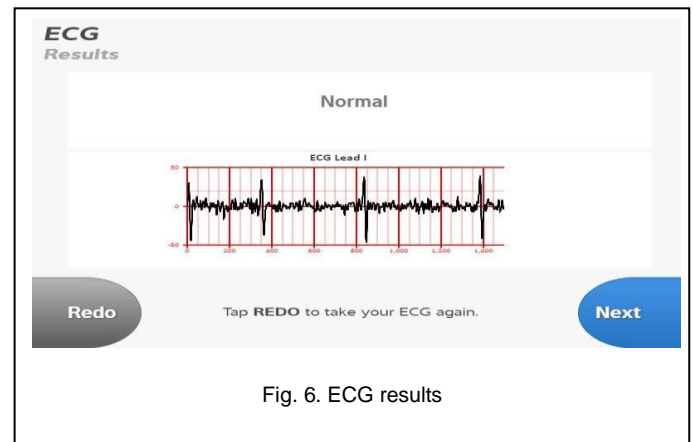 ECG
Results
Normal
ECG Lead I
50
0
-50
0 200 400 600 800 1,000 1,200 1,400
Redo
Tap REDO to take your ECG again.
Next
Fig. 6. ECG results